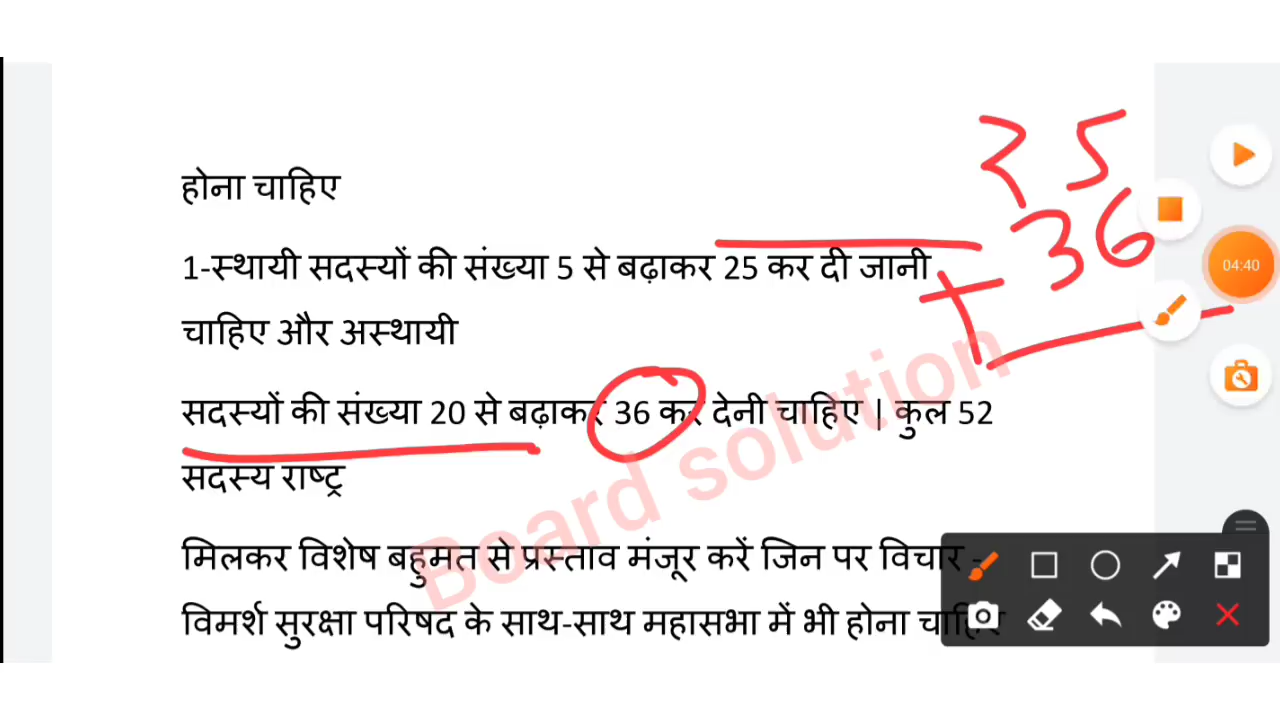 होना चाहिए
1-स्थायी सदस्यों की संख्या 5 से बढ़ाकर 25 कर दी जानी
चाहिए और अस्थायी
सदस्यों की संख्या 20 से बढ़ाकर 36 कर देनी चाहिए | कुल 52
सदस्य राष्ट्र
मिलकर विशेष बहुमत से प्रस्ताव मंजूर करें जिन पर विचार -
विमर्श सुरक्षा परिषद के साथ-साथ महासभा में भी होना चाहिए
Board solution
25
+ 36
04:40